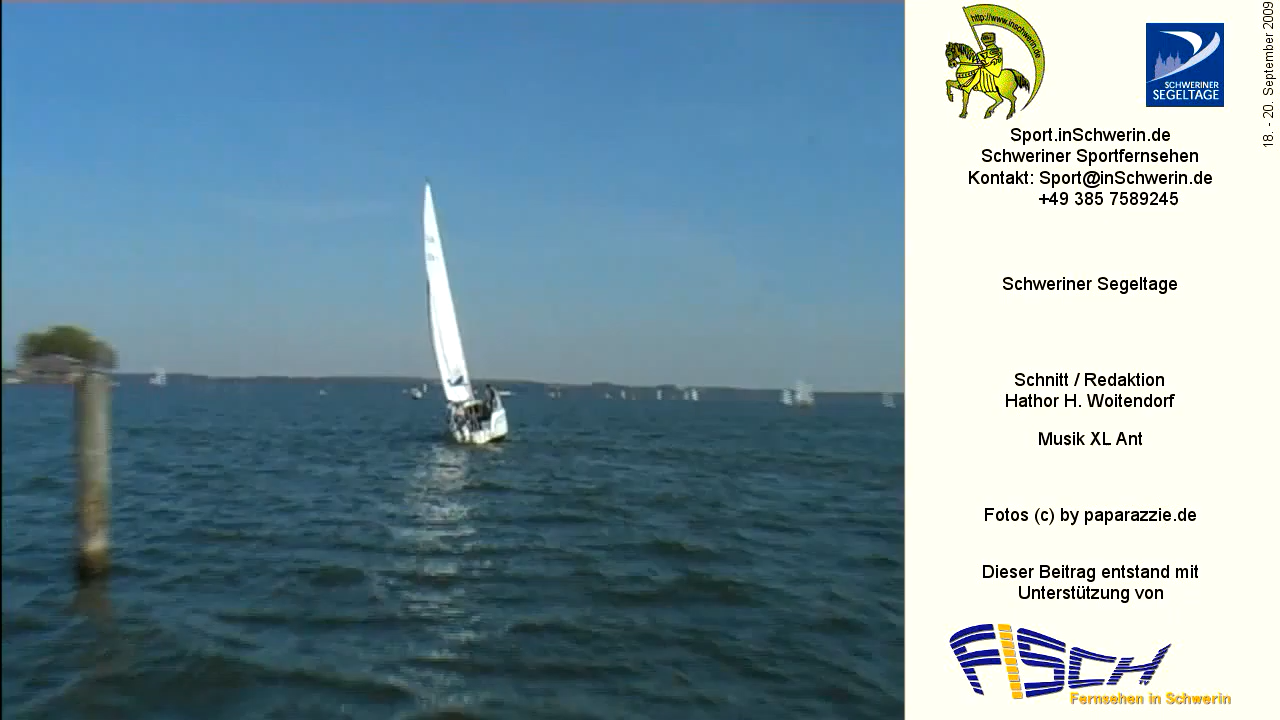 http://www.inschwerin.de
SCHWERINER
SEGELTAGE
18. - 20. September 2009
Sport.inSchwerin.de
Schweriner Sportfernsehen
Kontakt: Sport@inSchwerin.de
+49 385 7589245
Schweriner Segeltage
Schnitt / Redaktion
Hathor H. Woitendorf
Musik XL Ant
Fotos (c) by paparazzie.de
Dieser Beitrag entstand mit
Unterstützung von
FISCH
TV
Fernsehen in Schwerin